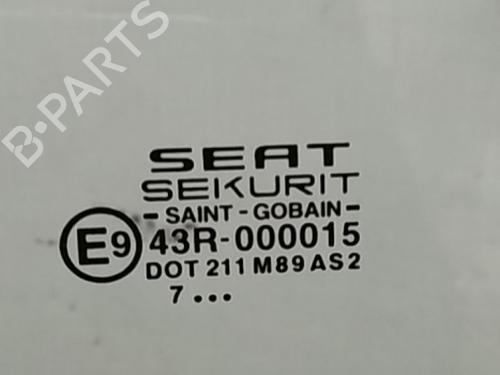 B-PARTS
SEAT
SEKURIT
- SAINT - GOBAIN -
E9 43R-000015
DOT 211 M89 AS2
7 ...